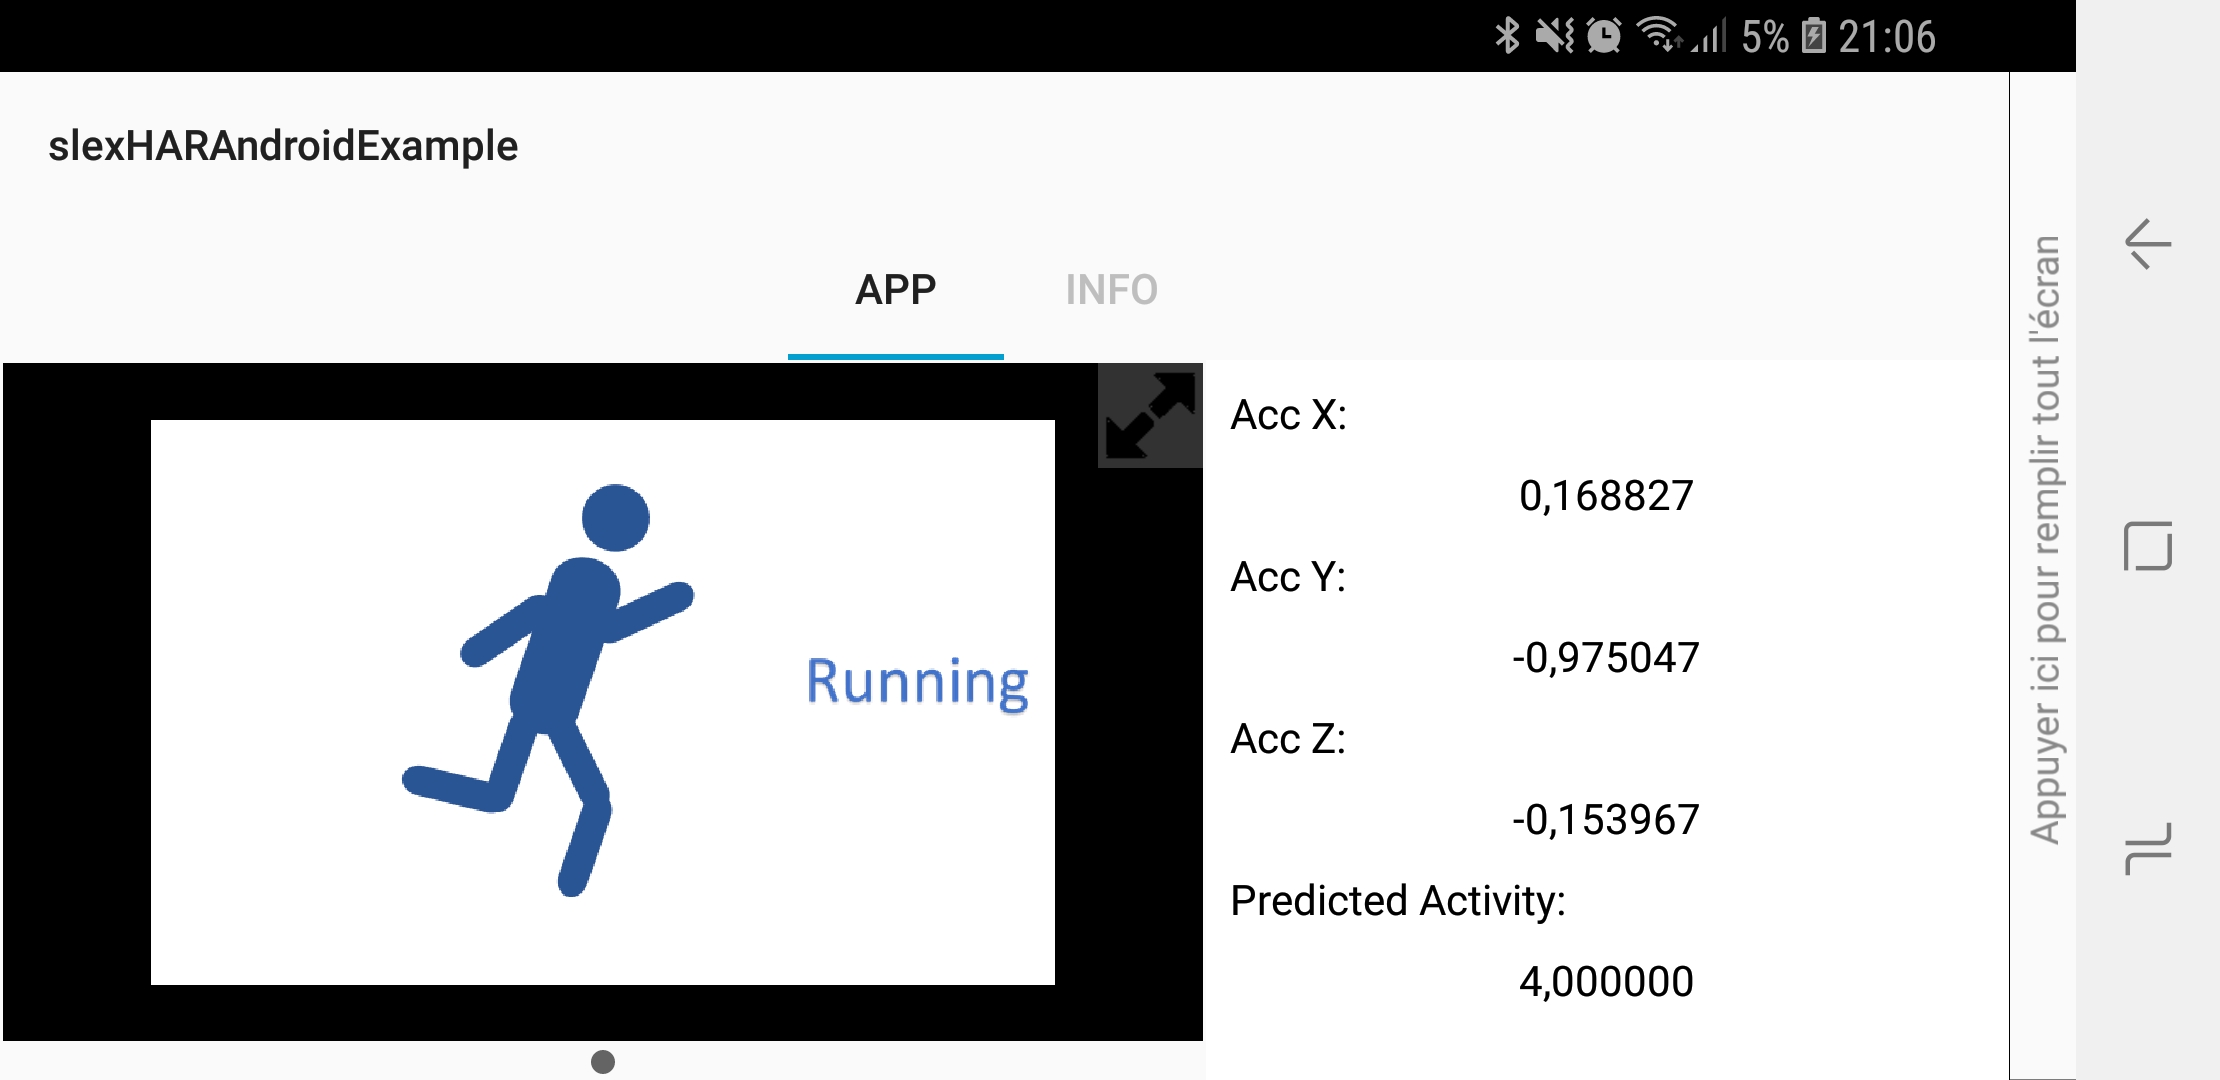 5% 21:06
slexHARAndroidExample
APP INFO
Running
Acc X:
0,168827
Acc Y:
-0,975047
Acc Z:
-0,153967
Predicted Activity:
4,000000
Appuyer ici pour remplir tout l'écran